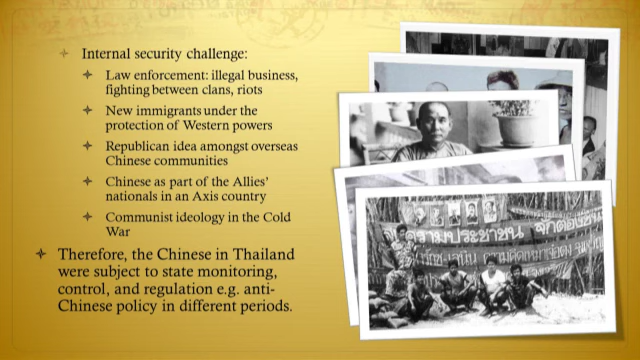 Internal security challenge:
Law enforcement: illegal business,
fighting between clans, riots
New immigrants under the
protection of Western powers
Republican idea amongst overseas
Chinese communities
Chinese as part of the Allies'
nationals in an Axis country
Communist ideology in the Cold
War
Therefore, the Chinese in Thailand
were subject to state monitoring,
control, and regulation e.g. anti-
Chinese policy in different periods.